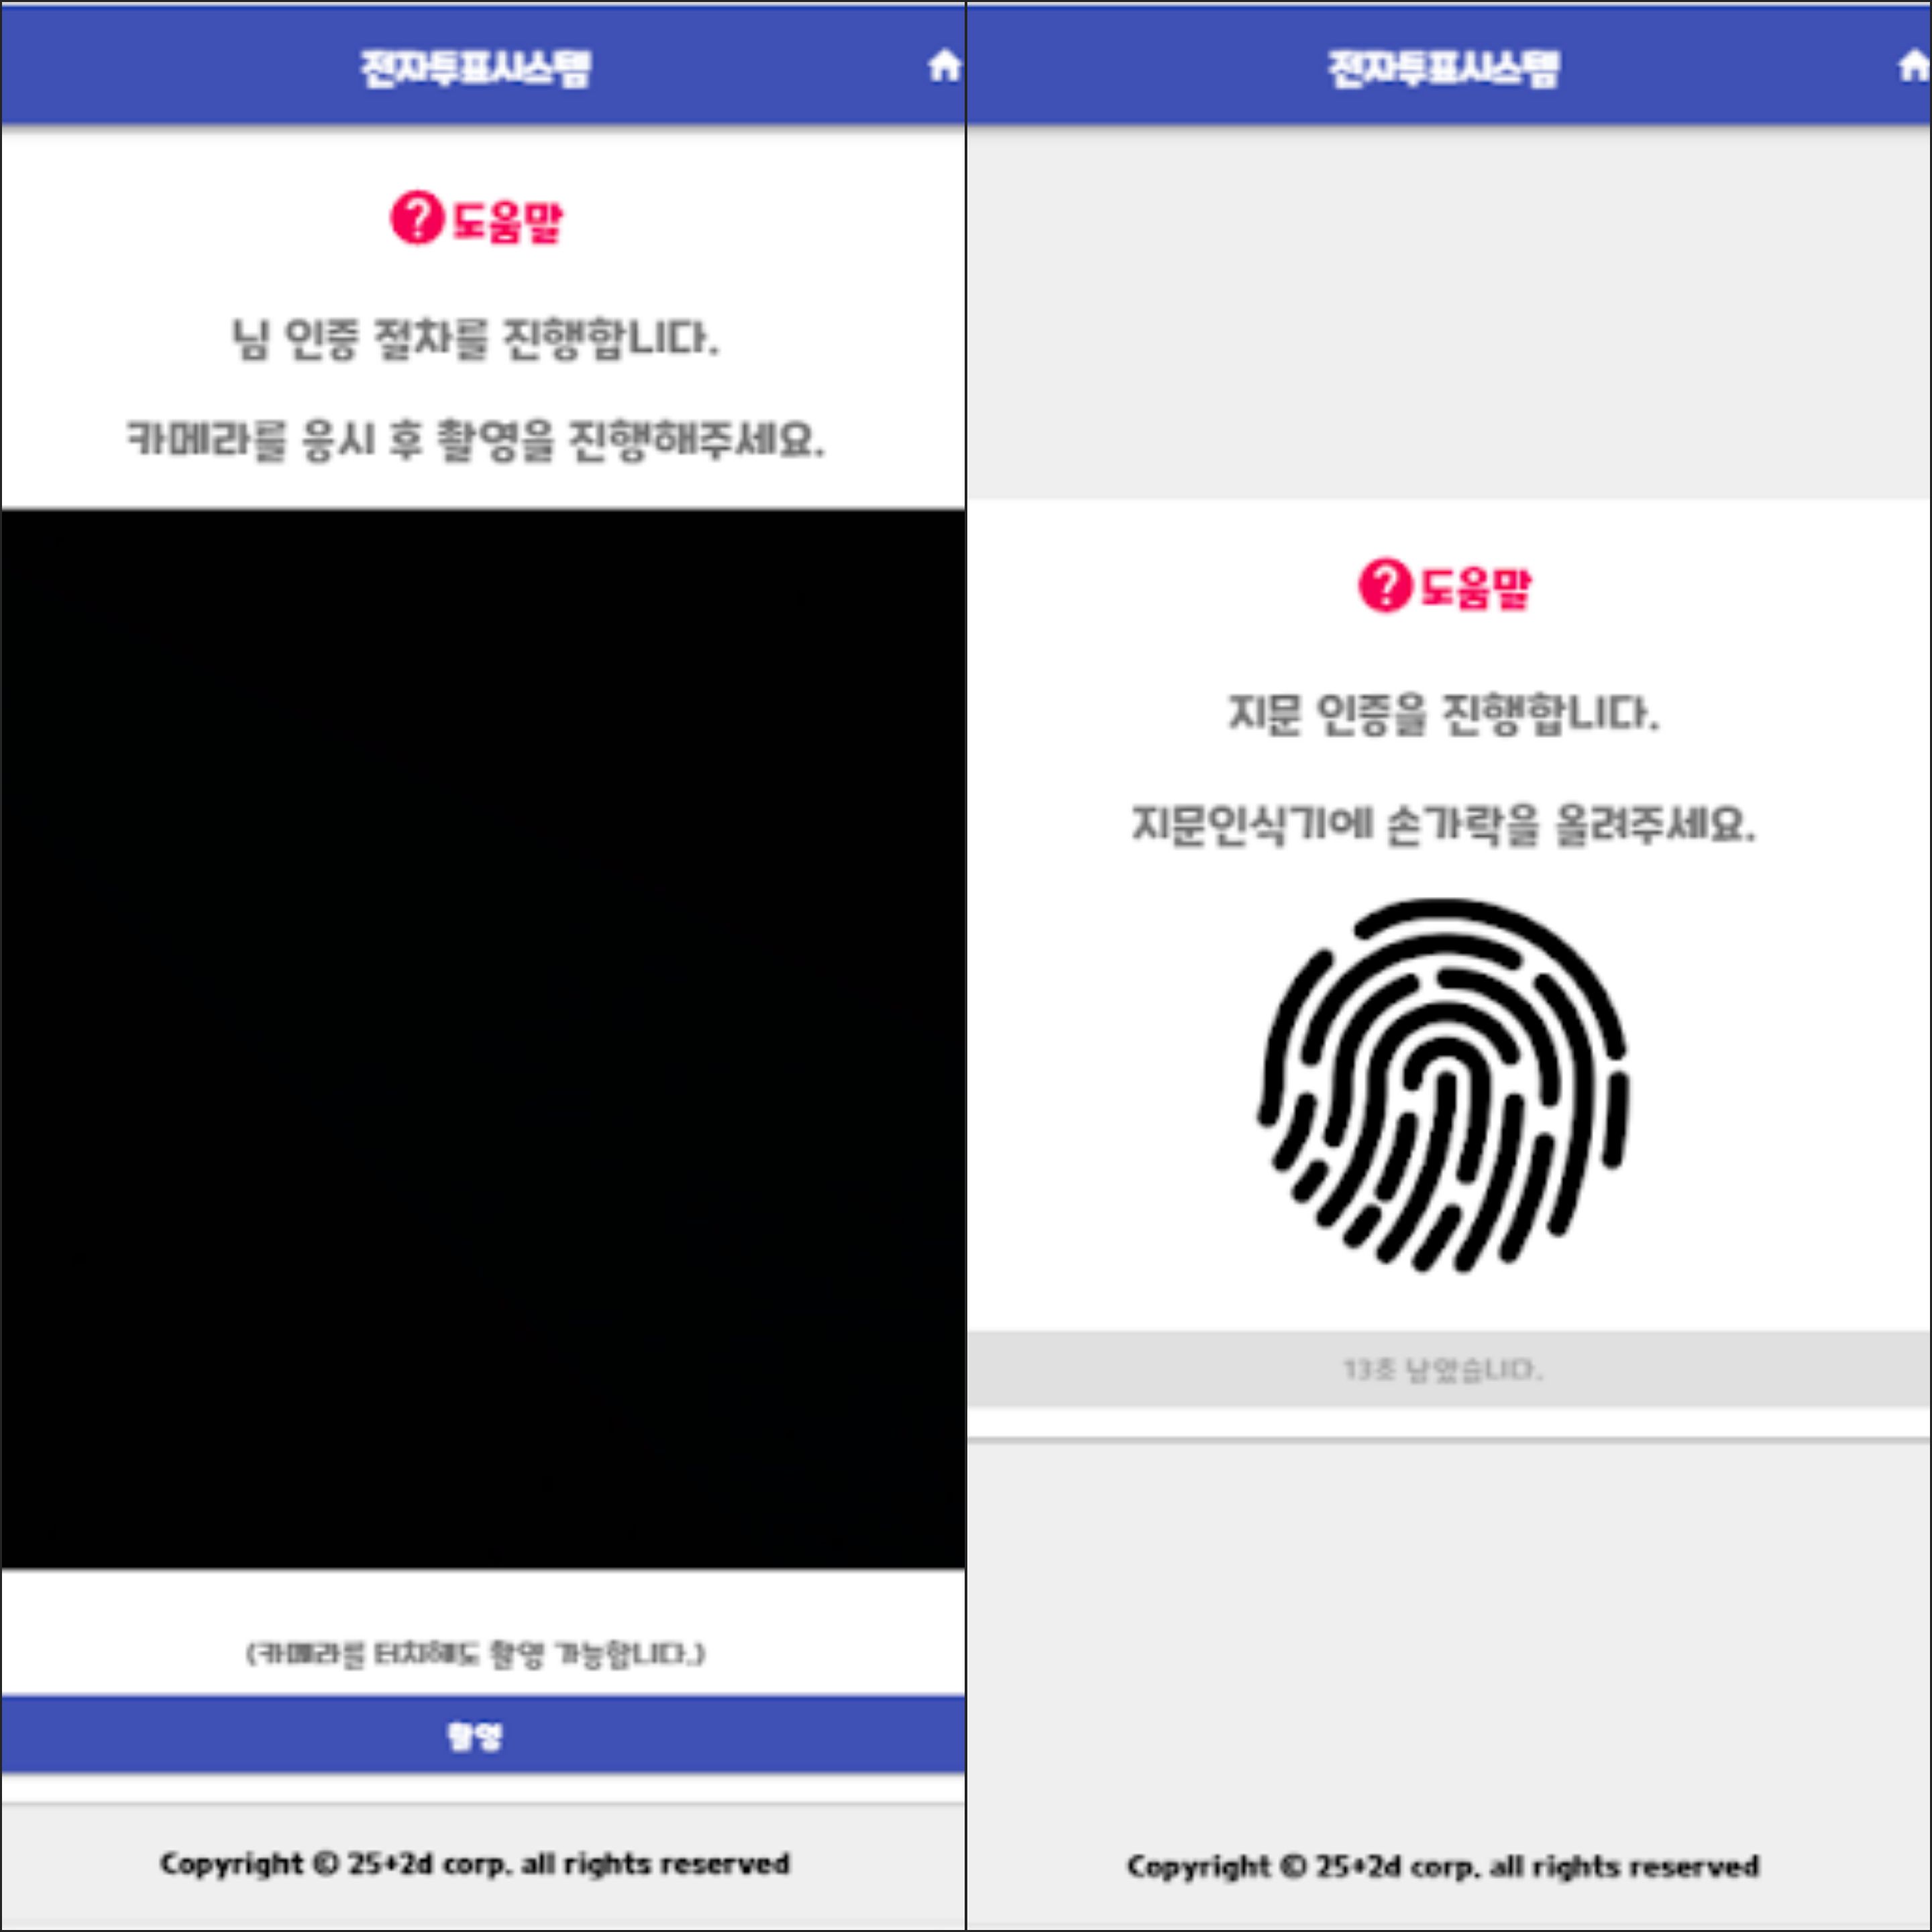 전자투표시스템
도움말
님 인증 절차를 진행합니다.
카메라를 응시 후 촬영을 진행해주세요.
(카메라를 터치해도 촬영 가능합니다.)
촬영
Copyright © 25+2d corp. all rights reserved
전자투표시스템
도움말
지문 인증을 진행합니다.
지문인식기에 손가락을 올려주세요.
13초 남았습니다.
Copyright © 25+2d corp. all rights reserved